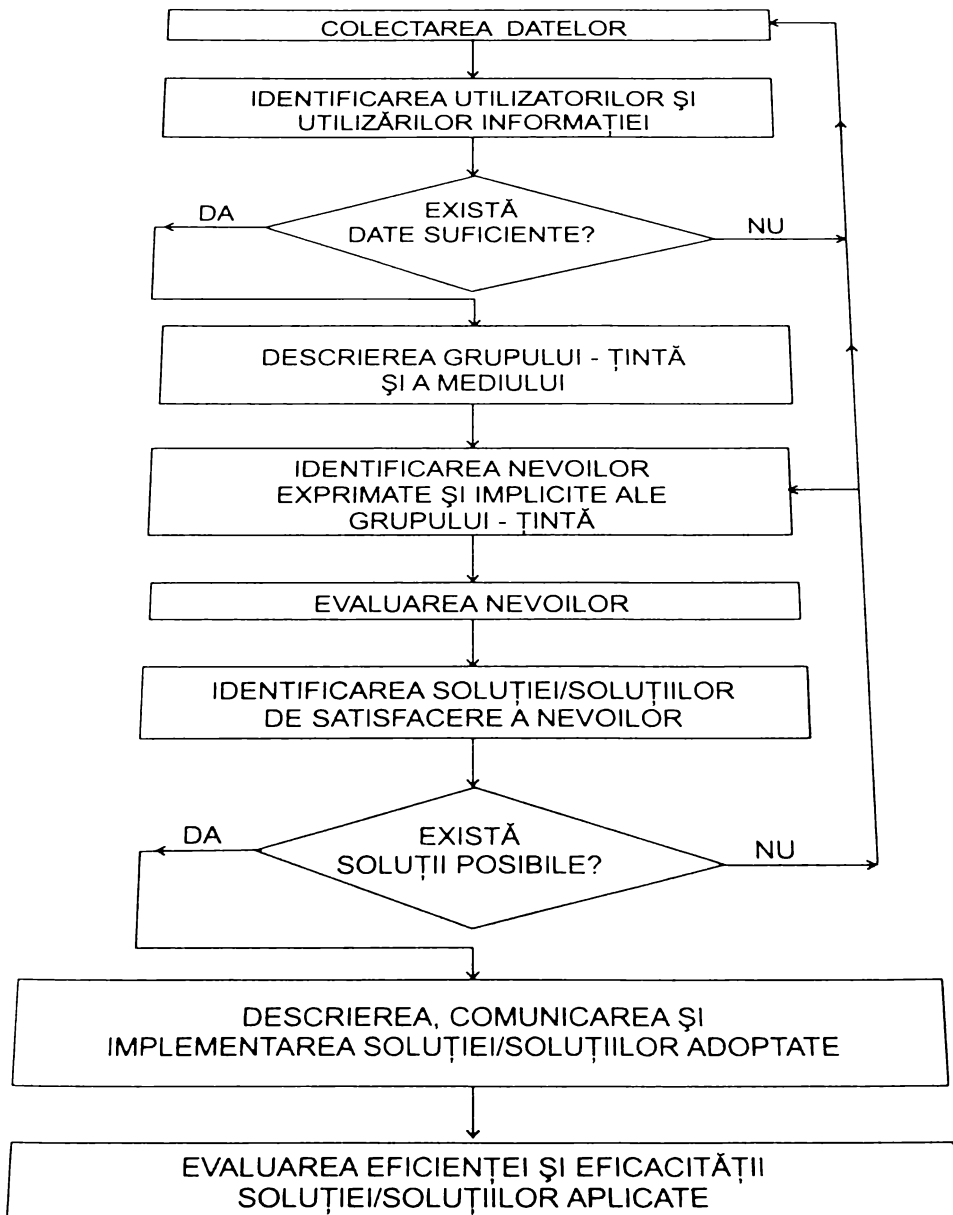 COLECTAREA DATELOR
IDENTIFICAREA UTILIZATORILOR ŞI
UTILIZĂRILOR INFORMAŢIEI
DA
EXISTĂ
DATE SUFICIENTE?
NU
DESCRIEREA GRUPULUI - ŢINTĂ
ŞI A MEDIULUI
IDENTIFICAREA NEVOILOR
EXPRIMATE ŞI IMPLICITE ALE
GRUPULUI - ŢINTĂ
EVALUAREA NEVOILOR
IDENTIFICAREA SOLUŢIEI/SOLUŢIILOR
DE SATISFACERE A NEVOILOR
DA
EXISTĂ
SOLUŢII POSIBILE?
NU
DESCRIEREA, COMUNICAREA ŞI
IMPLEMENTAREA SOLUŢIEI/SOLUŢIILOR ADOPTATE
EVALUAREA EFICIENŢEI ŞI EFICACITĂŢII
SOLUŢIEI/SOLUŢIILOR APLICATE